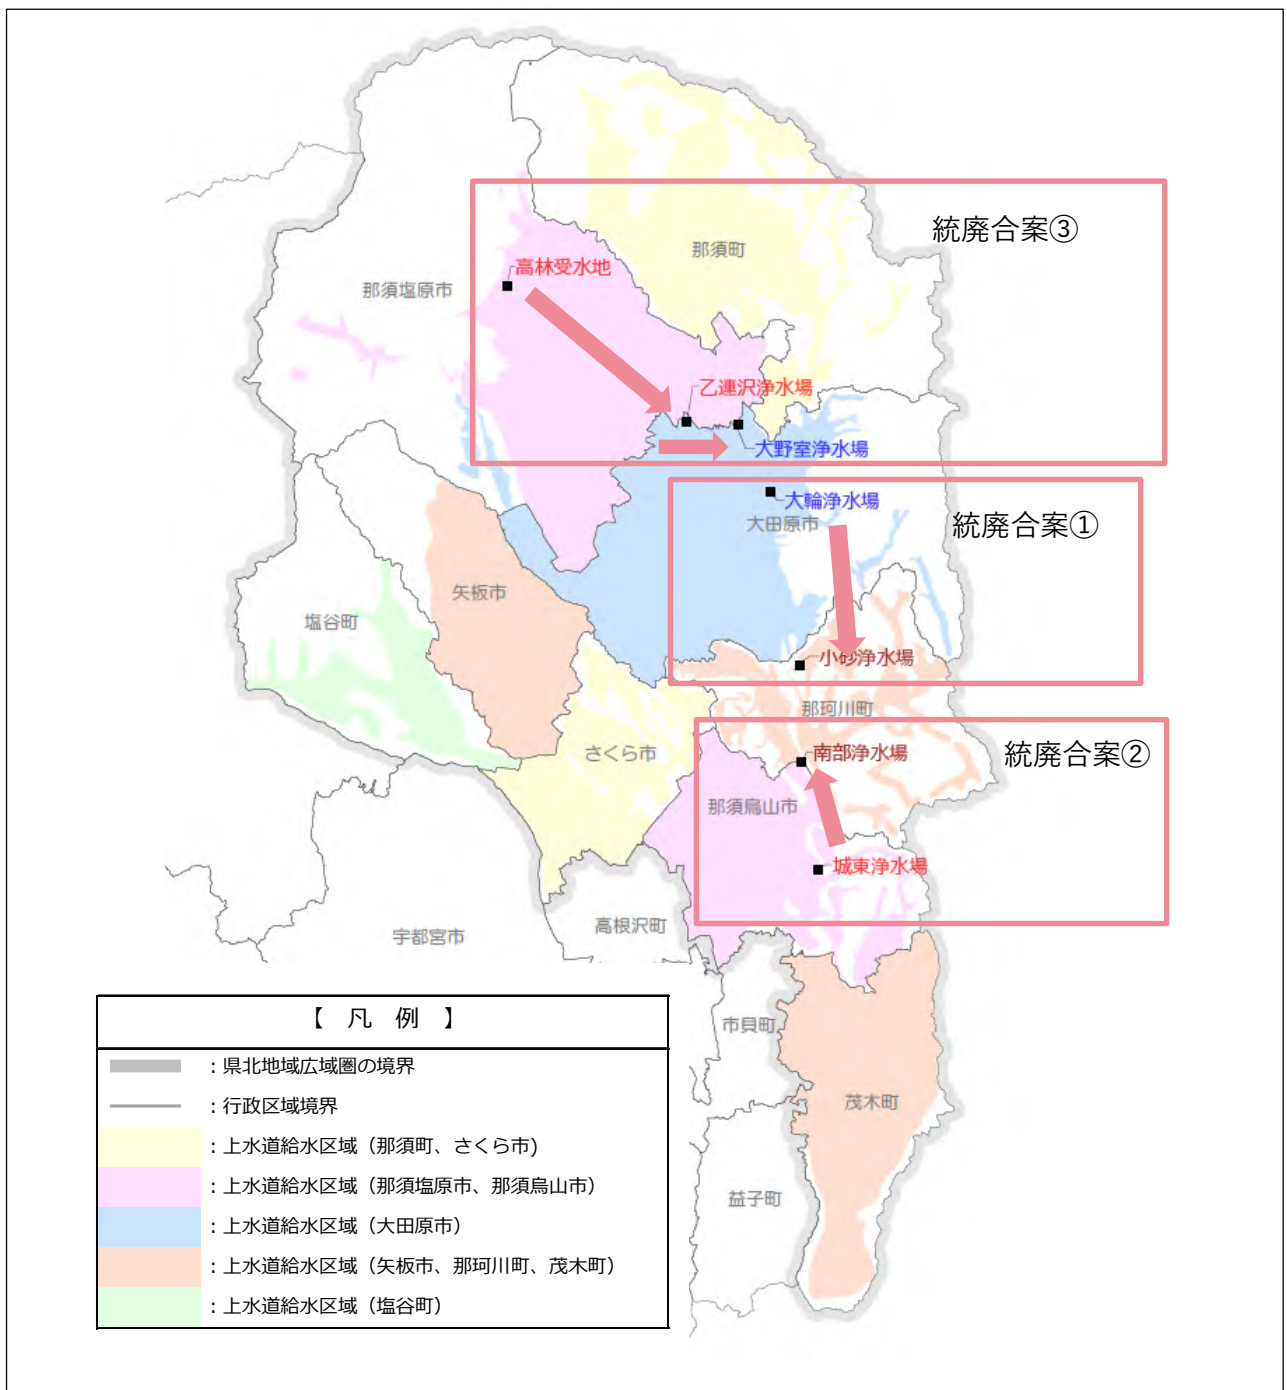 統廃合案③
那須町
高林受水地
那須塩原市
乙連沢浄水場
大野室浄水場
大輪浄水場
大田原市
統廃合案①
矢板市
塩谷町
小砂浄水場
那珂川町
さくら市
南部浄水場
統廃合案②
那須烏山市
城東浄水場
高根沢町
宇都宮市
市貝町
茂木町
益子町
【 凡 例 】
：県北地域広域圏の境界
：行政区域境界
：上水道給水区域（那須町、さくら市)
：上水道給水区域（那須塩原市、那須烏山市）
：上水道給水区域（大田原市）
：上水道給水区域（矢板市、那珂川町、茂木町）
：上水道給水区域（塩谷町）